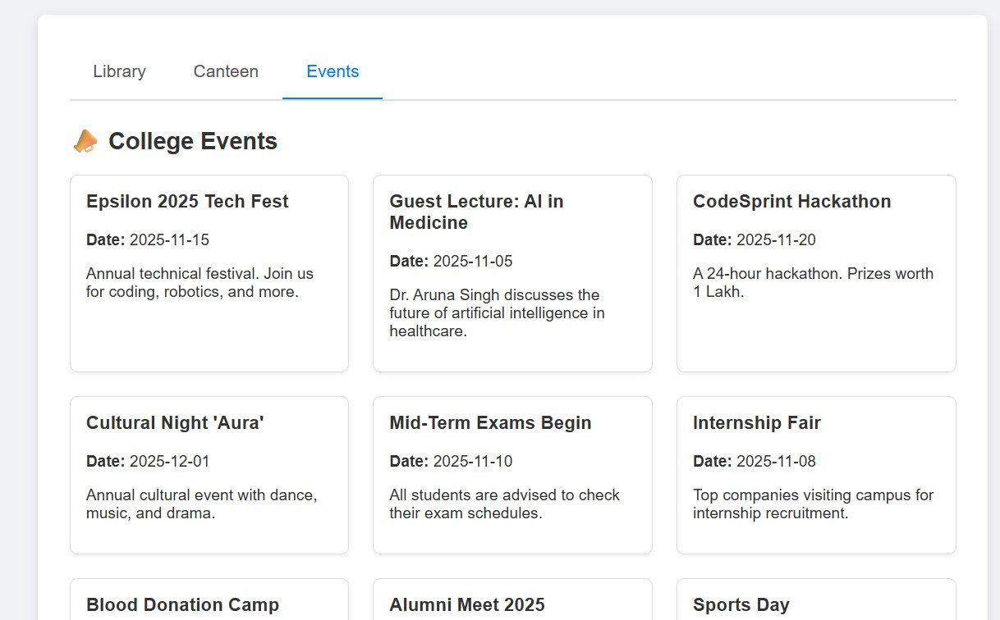 Library Canteen Events
College Events
Epsilon 2025 Tech Fest
Date: 2025-11-15
Annual technical festival. Join us
for coding, robotics, and more.
Guest Lecture: AI in
Medicine
Date: 2025-11-05
Dr. Aruna Singh discusses the
future of artificial intelligence in
healthcare.
CodeSprint Hackathon
Date: 2025-11-20
A 24-hour hackathon. Prizes worth
1 Lakh.
Cultural Night 'Aura'
Date: 2025-12-01
Annual cultural event with dance,
music, and drama.
Mid-Term Exams Begin
Date: 2025-11-10
All students are advised to check
their exam schedules.
Internship Fair
Date: 2025-11-08
Top companies visiting campus for
internship recruitment.
Blood Donation Camp
Alumni Meet 2025
Sports Day